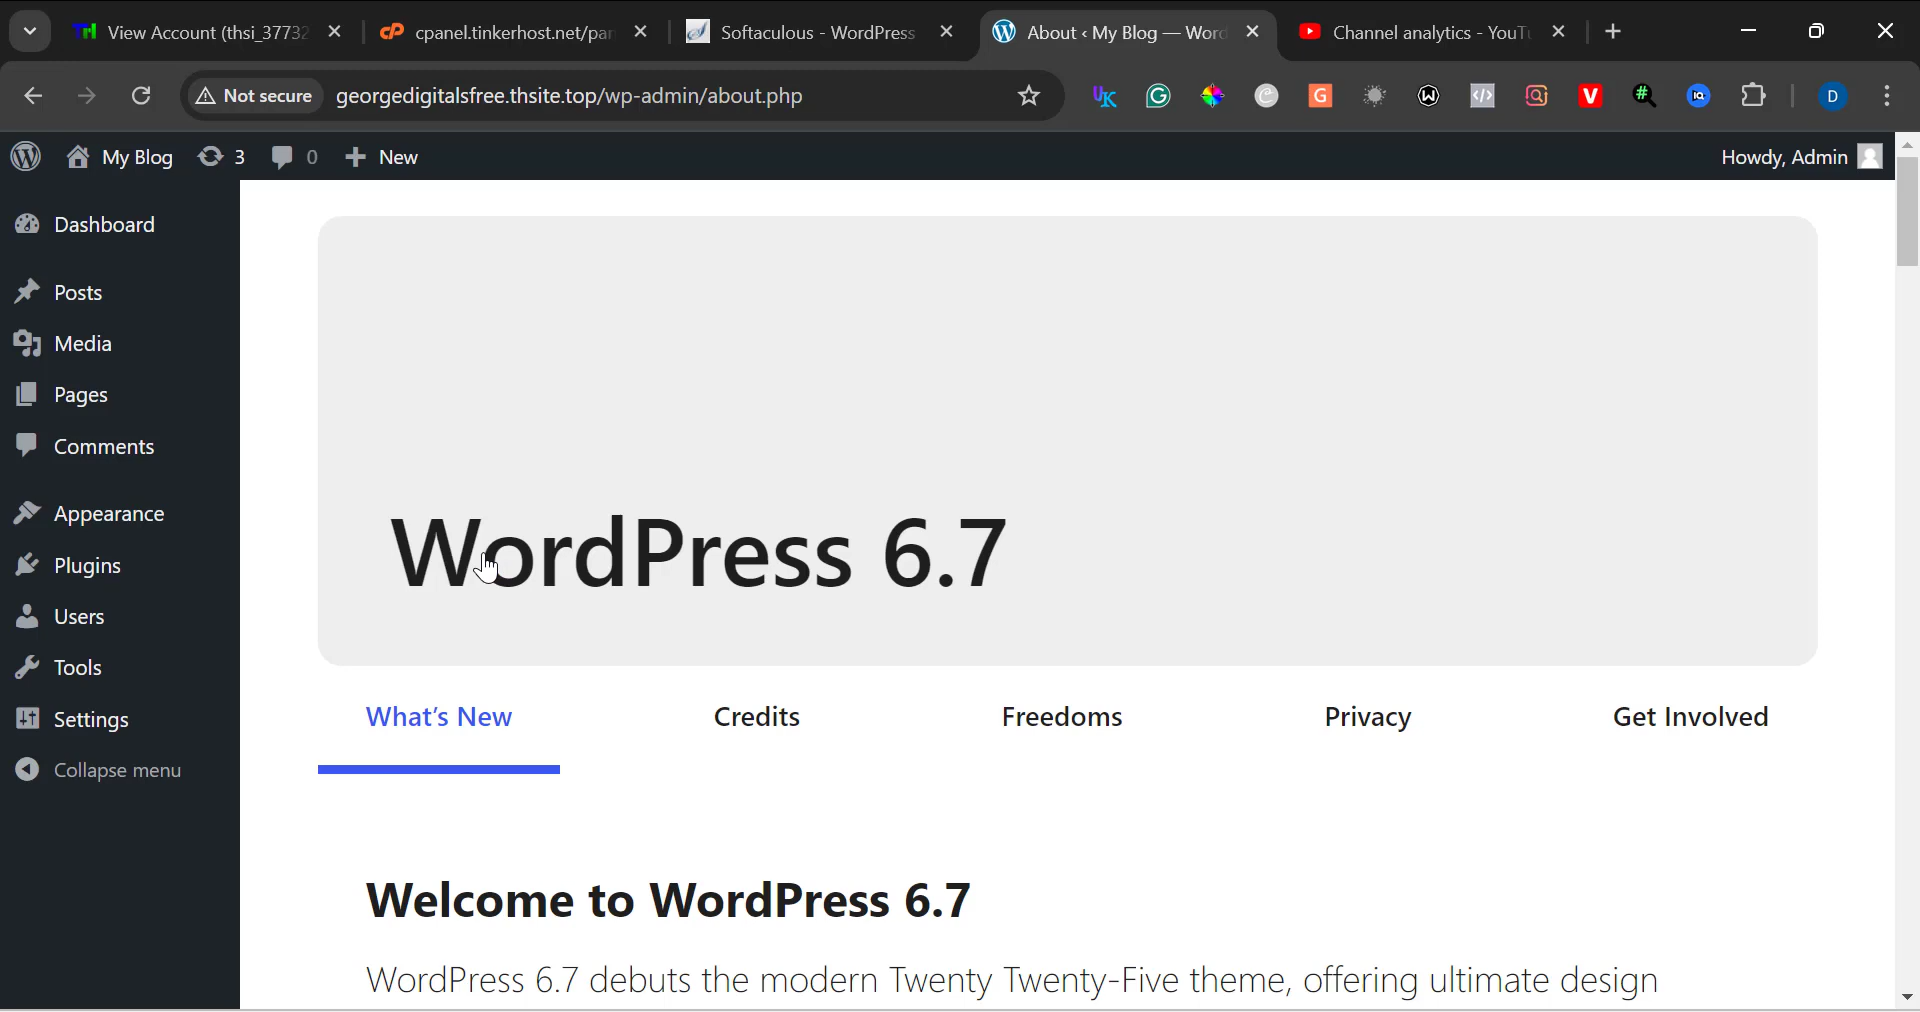 View Account (thsi_37732
cpanel.tinkerhost.net/pan
Softaculous - WordPress
About ‹ My Blog — Word
Channel analytics - YouTu
Not secure
georgedigitalsfree.thsite.top/wp-admin/about.php
My Blog
3
0
New
Howdy, Admin
Dashboard
Posts
Media
Pages
Comments
Appearance
Plugins
Users
Tools
Settings
Collapse menu
WordPress 6.7
What's New
Credits
Freedoms
Privacy
Get Involved
Welcome to WordPress 6.7
WordPress 6.7 debuts the modern Twenty Twenty-Five theme, offering ultimate design